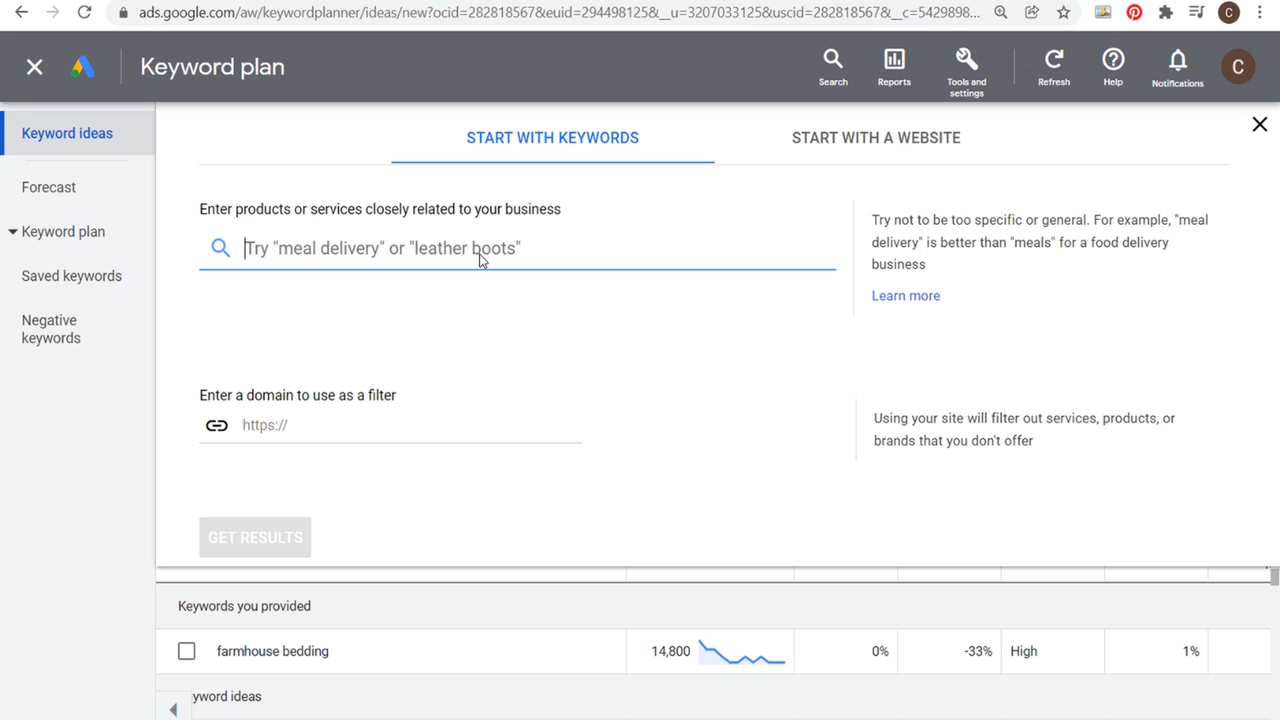 ads.google.com/aw/keywordplanner/ideas/new?ocid=282818567&euid=294498125&__u=3207033125&uscid=282818567&__c=5429898...
C
Keyword plan
Search
Reports
Tools and
settings
Refresh
Help
Notifications
C
Keyword ideas
Forecast
Keyword plan
Saved keywords
Negative
keywords
START WITH KEYWORDS
START WITH A WEBSITE
Enter products or services closely related to your business
Try "meal delivery" or "leather boots"
Try not to be too specific or general. For example, "meal
delivery" is better than "meals" for a food delivery
business
Learn more
Enter a domain to use as a filter
https://
Using your site will filter out services, products, or
brands that you don't offer
GET RESULTS
Keywords you provided
farmhouse bedding
14,800
0%
-33%
High
1%
yword ideas